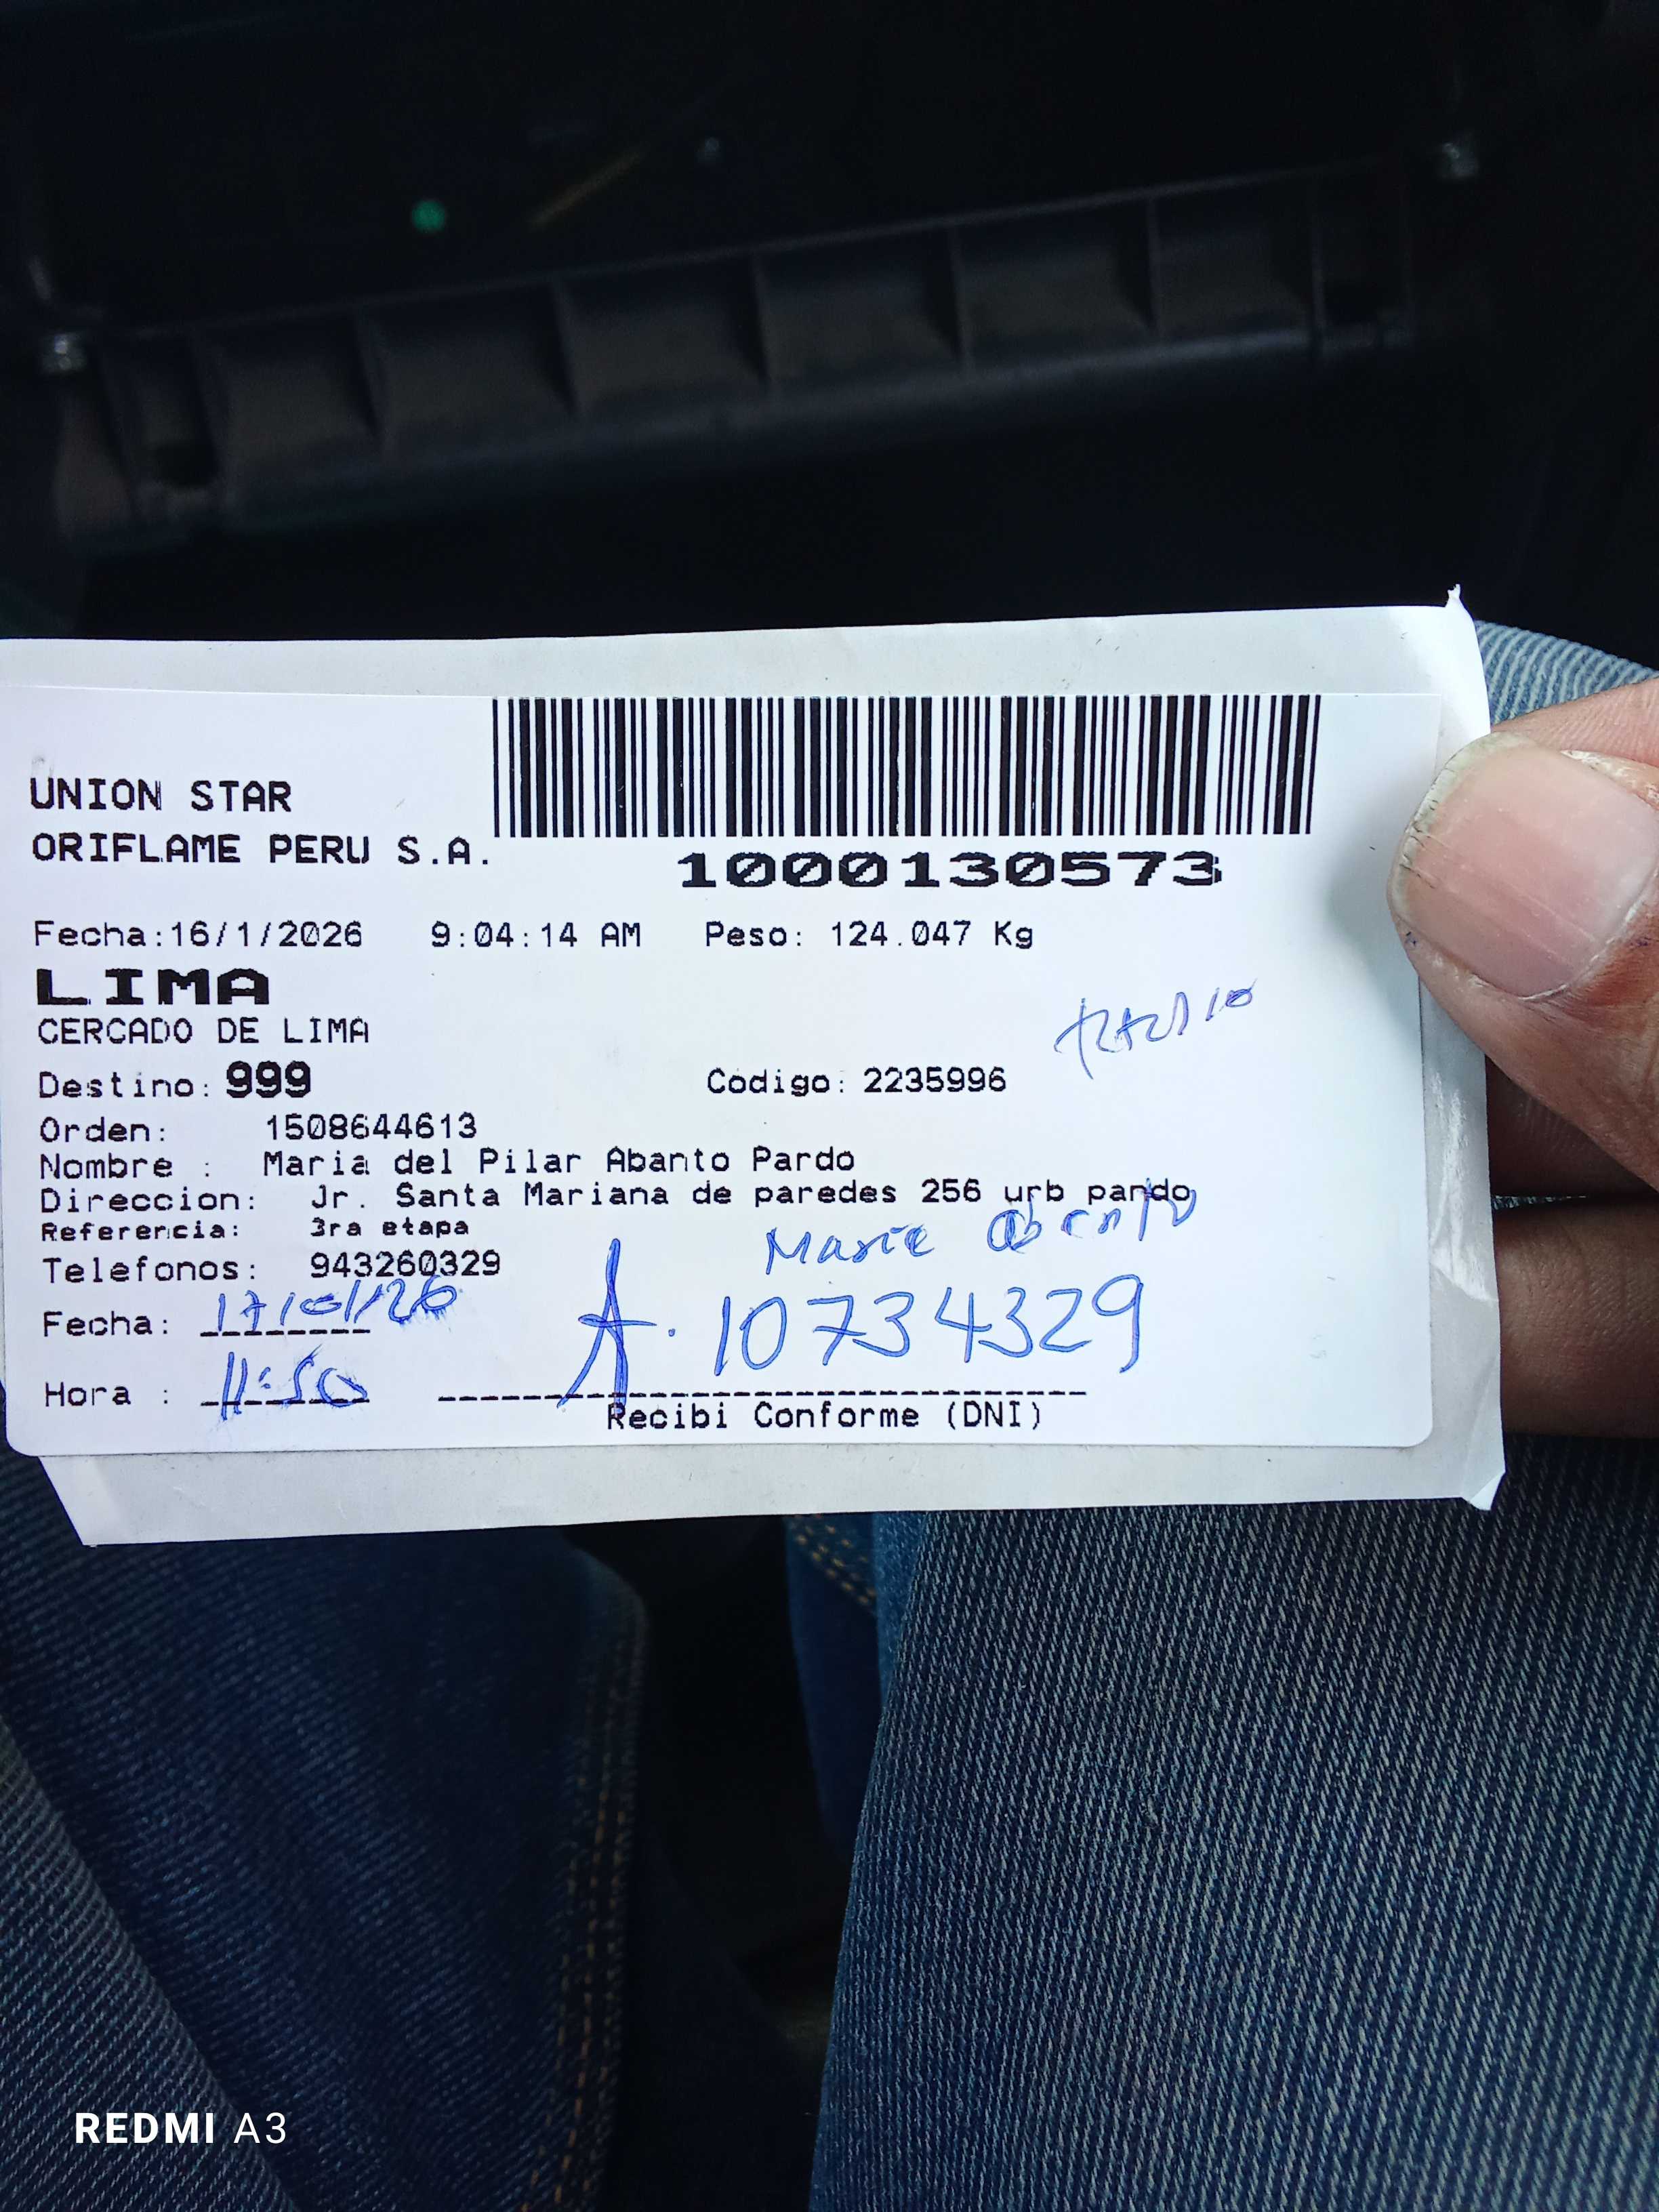 UNION STAR
ORIFLAME PERU S.A.
1000130573
Fecha:16/1/2026 9:04:14 AM Peso: 124.047 Kg
LIMA
CERCADO DE LIMA
Destino: 999 Codigo: 2235996
Orden: 1508644613
Nombre : Maria del Pilar Abanto Pardo
Direccion: Jr. Santa Mariana de paredes 256 urb pando
Referencia: 3ra etapa
Maria abanto
Telefonos: 943260329
Fecha: 17/01/26
A. 10734329
Hora : 11:50
Recibi Conforme (DNI)
REDMI A3